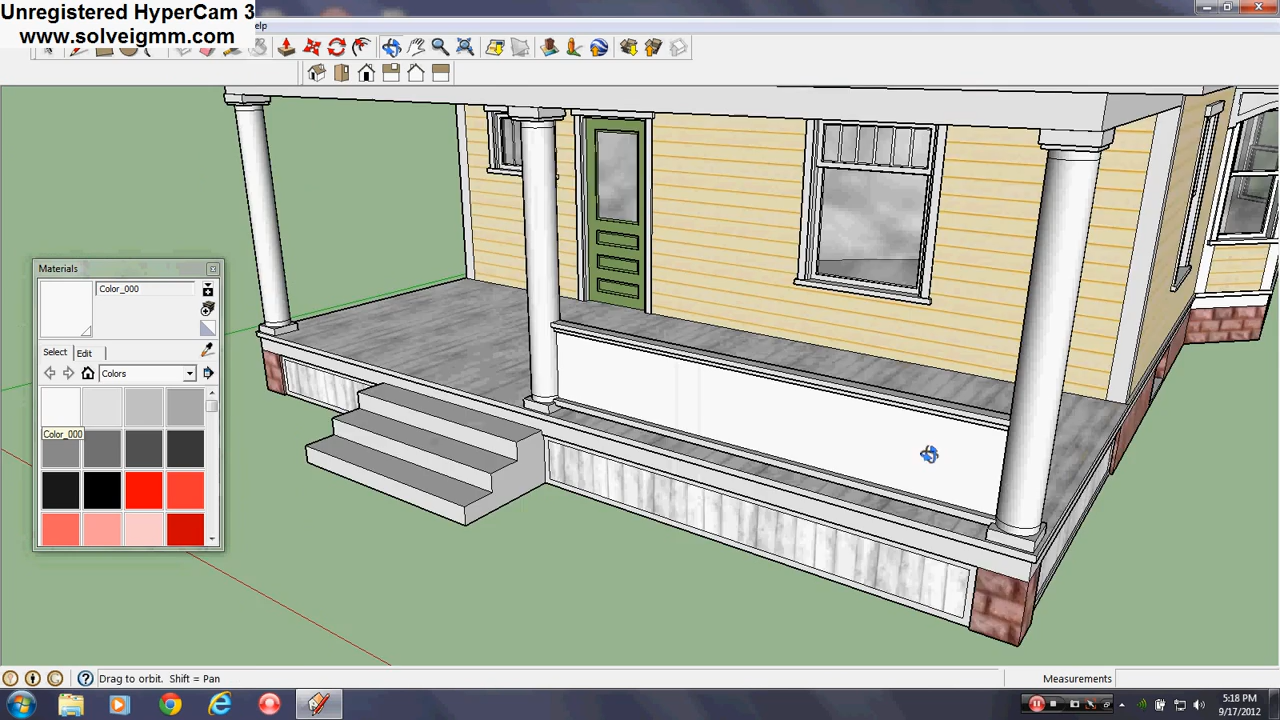 Unregistered HyperCam 3
www.solveigmm.com
elp
Materials
Color_000
Select
Edit
Colors
Color_000
Drag to orbit. Shift = Pan
Measurements
5:18 PM
9/17/2012